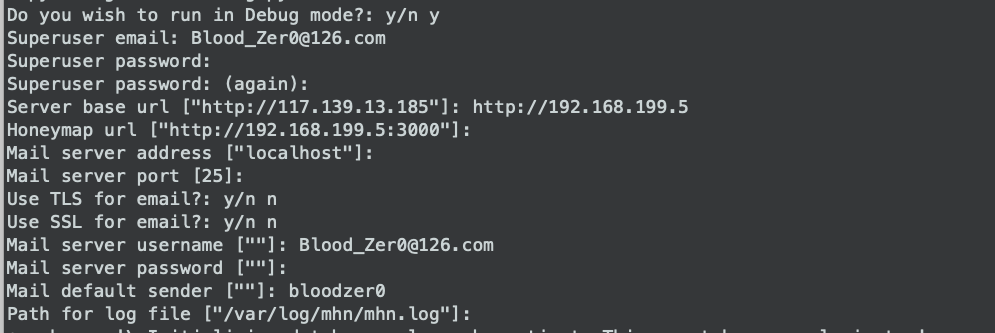 Do you wish to run in Debug mode?: y/n y
Superuser email: Blood_Zer0@126.com
Superuser password:
Superuser password: (again):
Server base url ["http://117.139.13.185"]: http://192.168.199.5
Honeymap url ["http://192.168.199.5:3000"]:
Mail server address ["localhost"]:
Mail server port [25]:
Use TLS for email?: y/n n
Use SSL for email?: y/n n
Mail server username [""]: Blood_Zer0@126.com
Mail server password [""]:
Mail default sender [""]: bloodzer0
Path for log file ["/var/log/mhn/mhn.log"]: